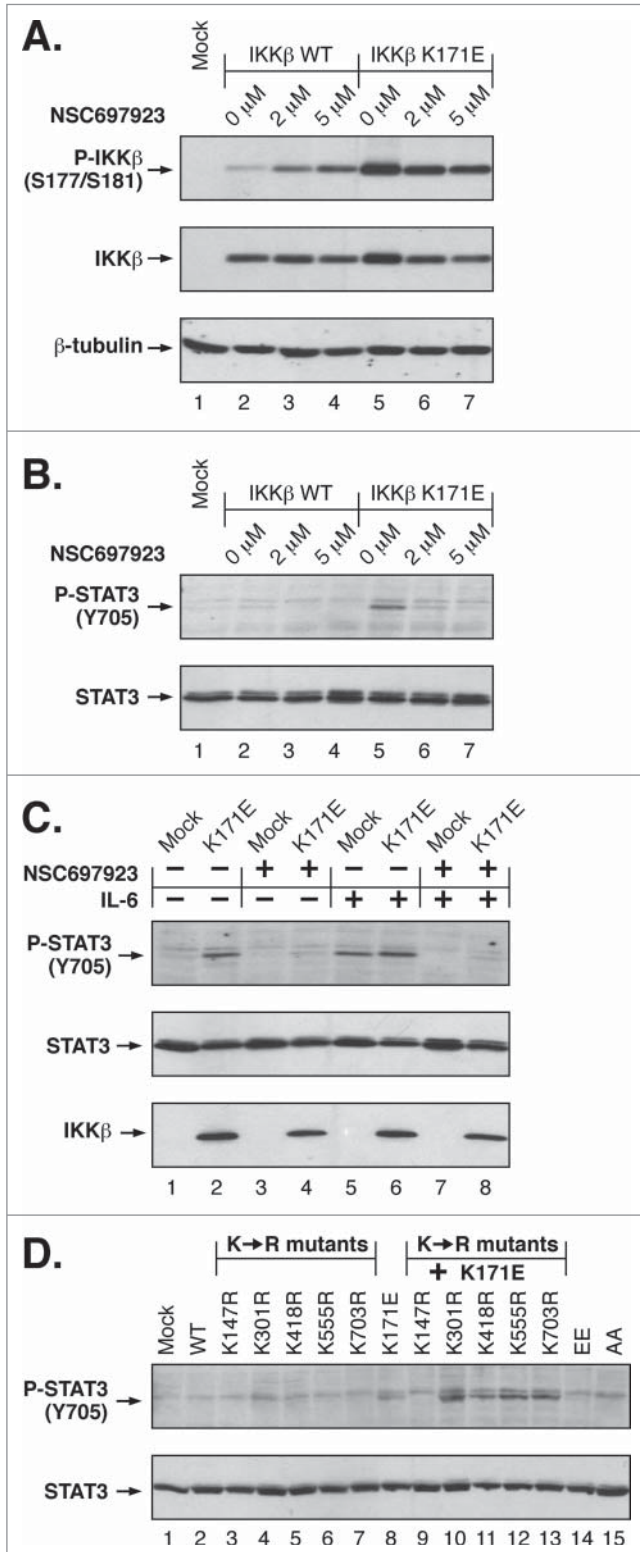 A.
Mock
IKKβ WT
IKKβ K171E
NSC697923
0 μM
2 μM
5 μM
0 μM
2 μM
5 μM
P-IKKβ
(S177/S181)
IKKβ
β-tubulin
1 2 3 4 5 6 7
B.
Mock
IKKβ WT
IKKβ K171E
NSC697923
0 μM
2 μM
5 μM
0 μM
2 μM
5 μM
P-STAT3
(Y705)
STAT3
1 2 3 4 5 6 7
C.
Mock
K171E
Mock
K171E
Mock
K171E
Mock
K171E
NSC697923 − − + + − − + +
IL-6 − − − − + + + +
P-STAT3
(Y705)
STAT3
IKKβ
1 2 3 4 5 6 7 8
D.
K→R mutants
K→R mutants
+ K171E
Mock
WT
K147R
K301R
K418R
K555R
K703R
K171E
K147R
K301R
K418R
K555R
K703R
EE
AA
P-STAT3
(Y705)
STAT3
1 2 3 4 5 6 7 8 9 10 11 12 13 14 15